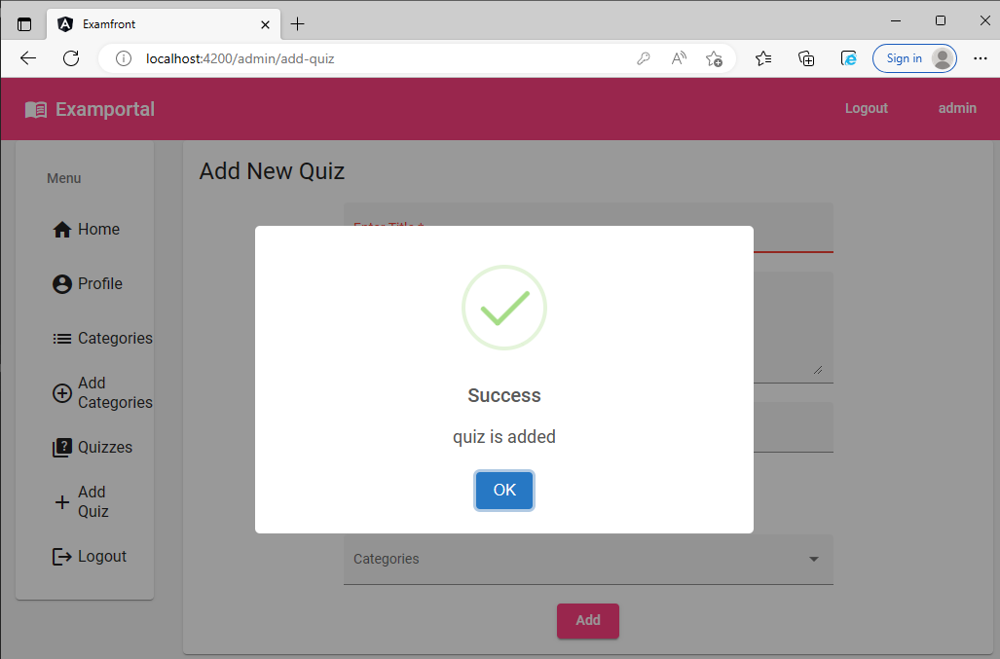 Examfront
localhost:4200/admin/add-quiz
Sign in
Examportal
Logout
admin
Menu
Home
Profile
Categories
Add
Categories
Quizzes
Add
Quiz
Logout
Add New Quiz
Enter Title *
Success
quiz is added
OK
Categories
Add